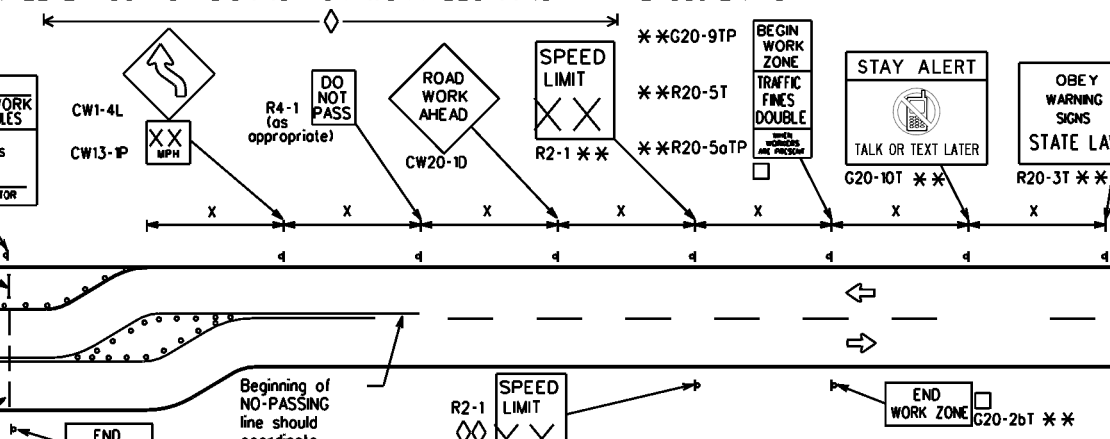 CW1-4L
CW13-1P
XX
MPH
R4-1
(as
appropriate)
DO
NOT
PASS
ROAD
WORK
AHEAD
CW20-1D
SPEED
LIMIT
X X
R2-1 **
**G20-9TP
**R20-5T
**R20-5aTP
BEGIN
WORK
ZONE
TRAFFIC
FINES
DOUBLE
WHEN
WORKERS
ARE PRESENT
STAY ALERT
TALK OR TEXT LATER
G20-10T **
OBEY
WARNING
SIGNS
STATE LA
R20-3T **
X X X X X X X
Beginning of
NO-PASSING
line should
R2-1
SPEED
LIMIT
END
WORK ZONE
G20-2bT **
END